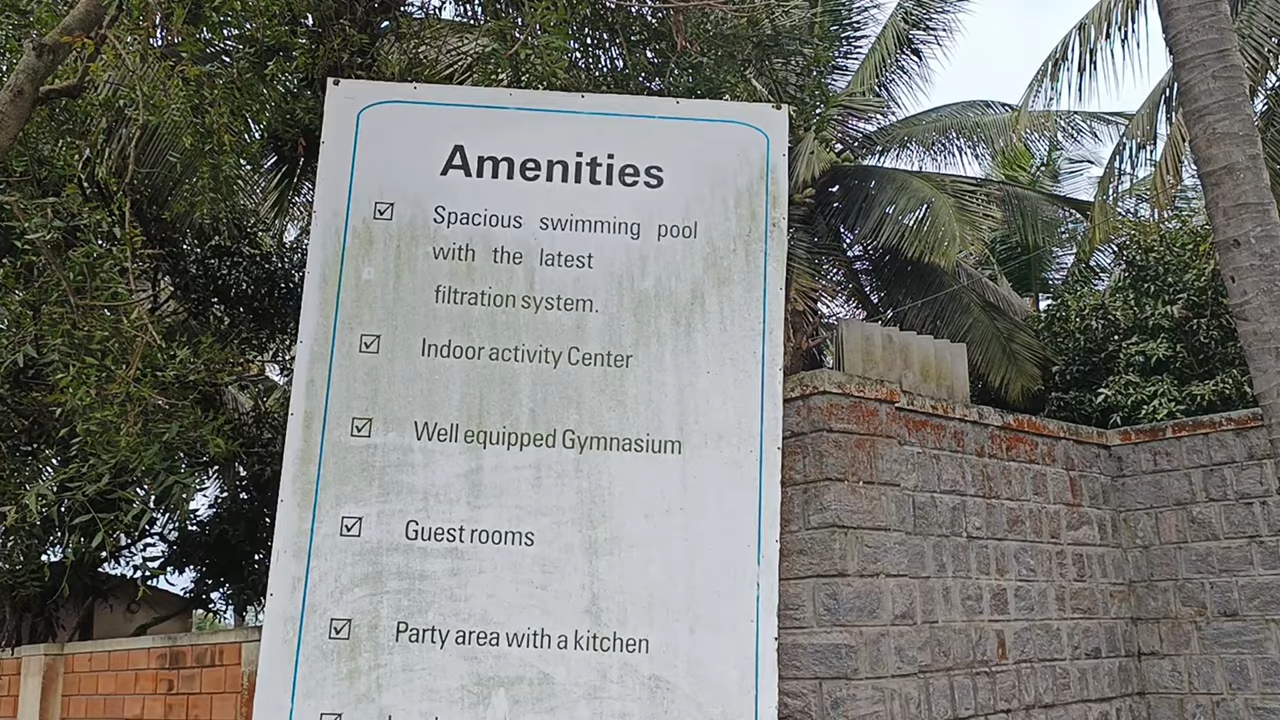 Amenities
☑ Spacious swimming pool
with the latest
filtration system.
☑ Indoor activity Center
☑ Well equipped Gymnasium
☑ Guest rooms
☑ Party area with a kitchen